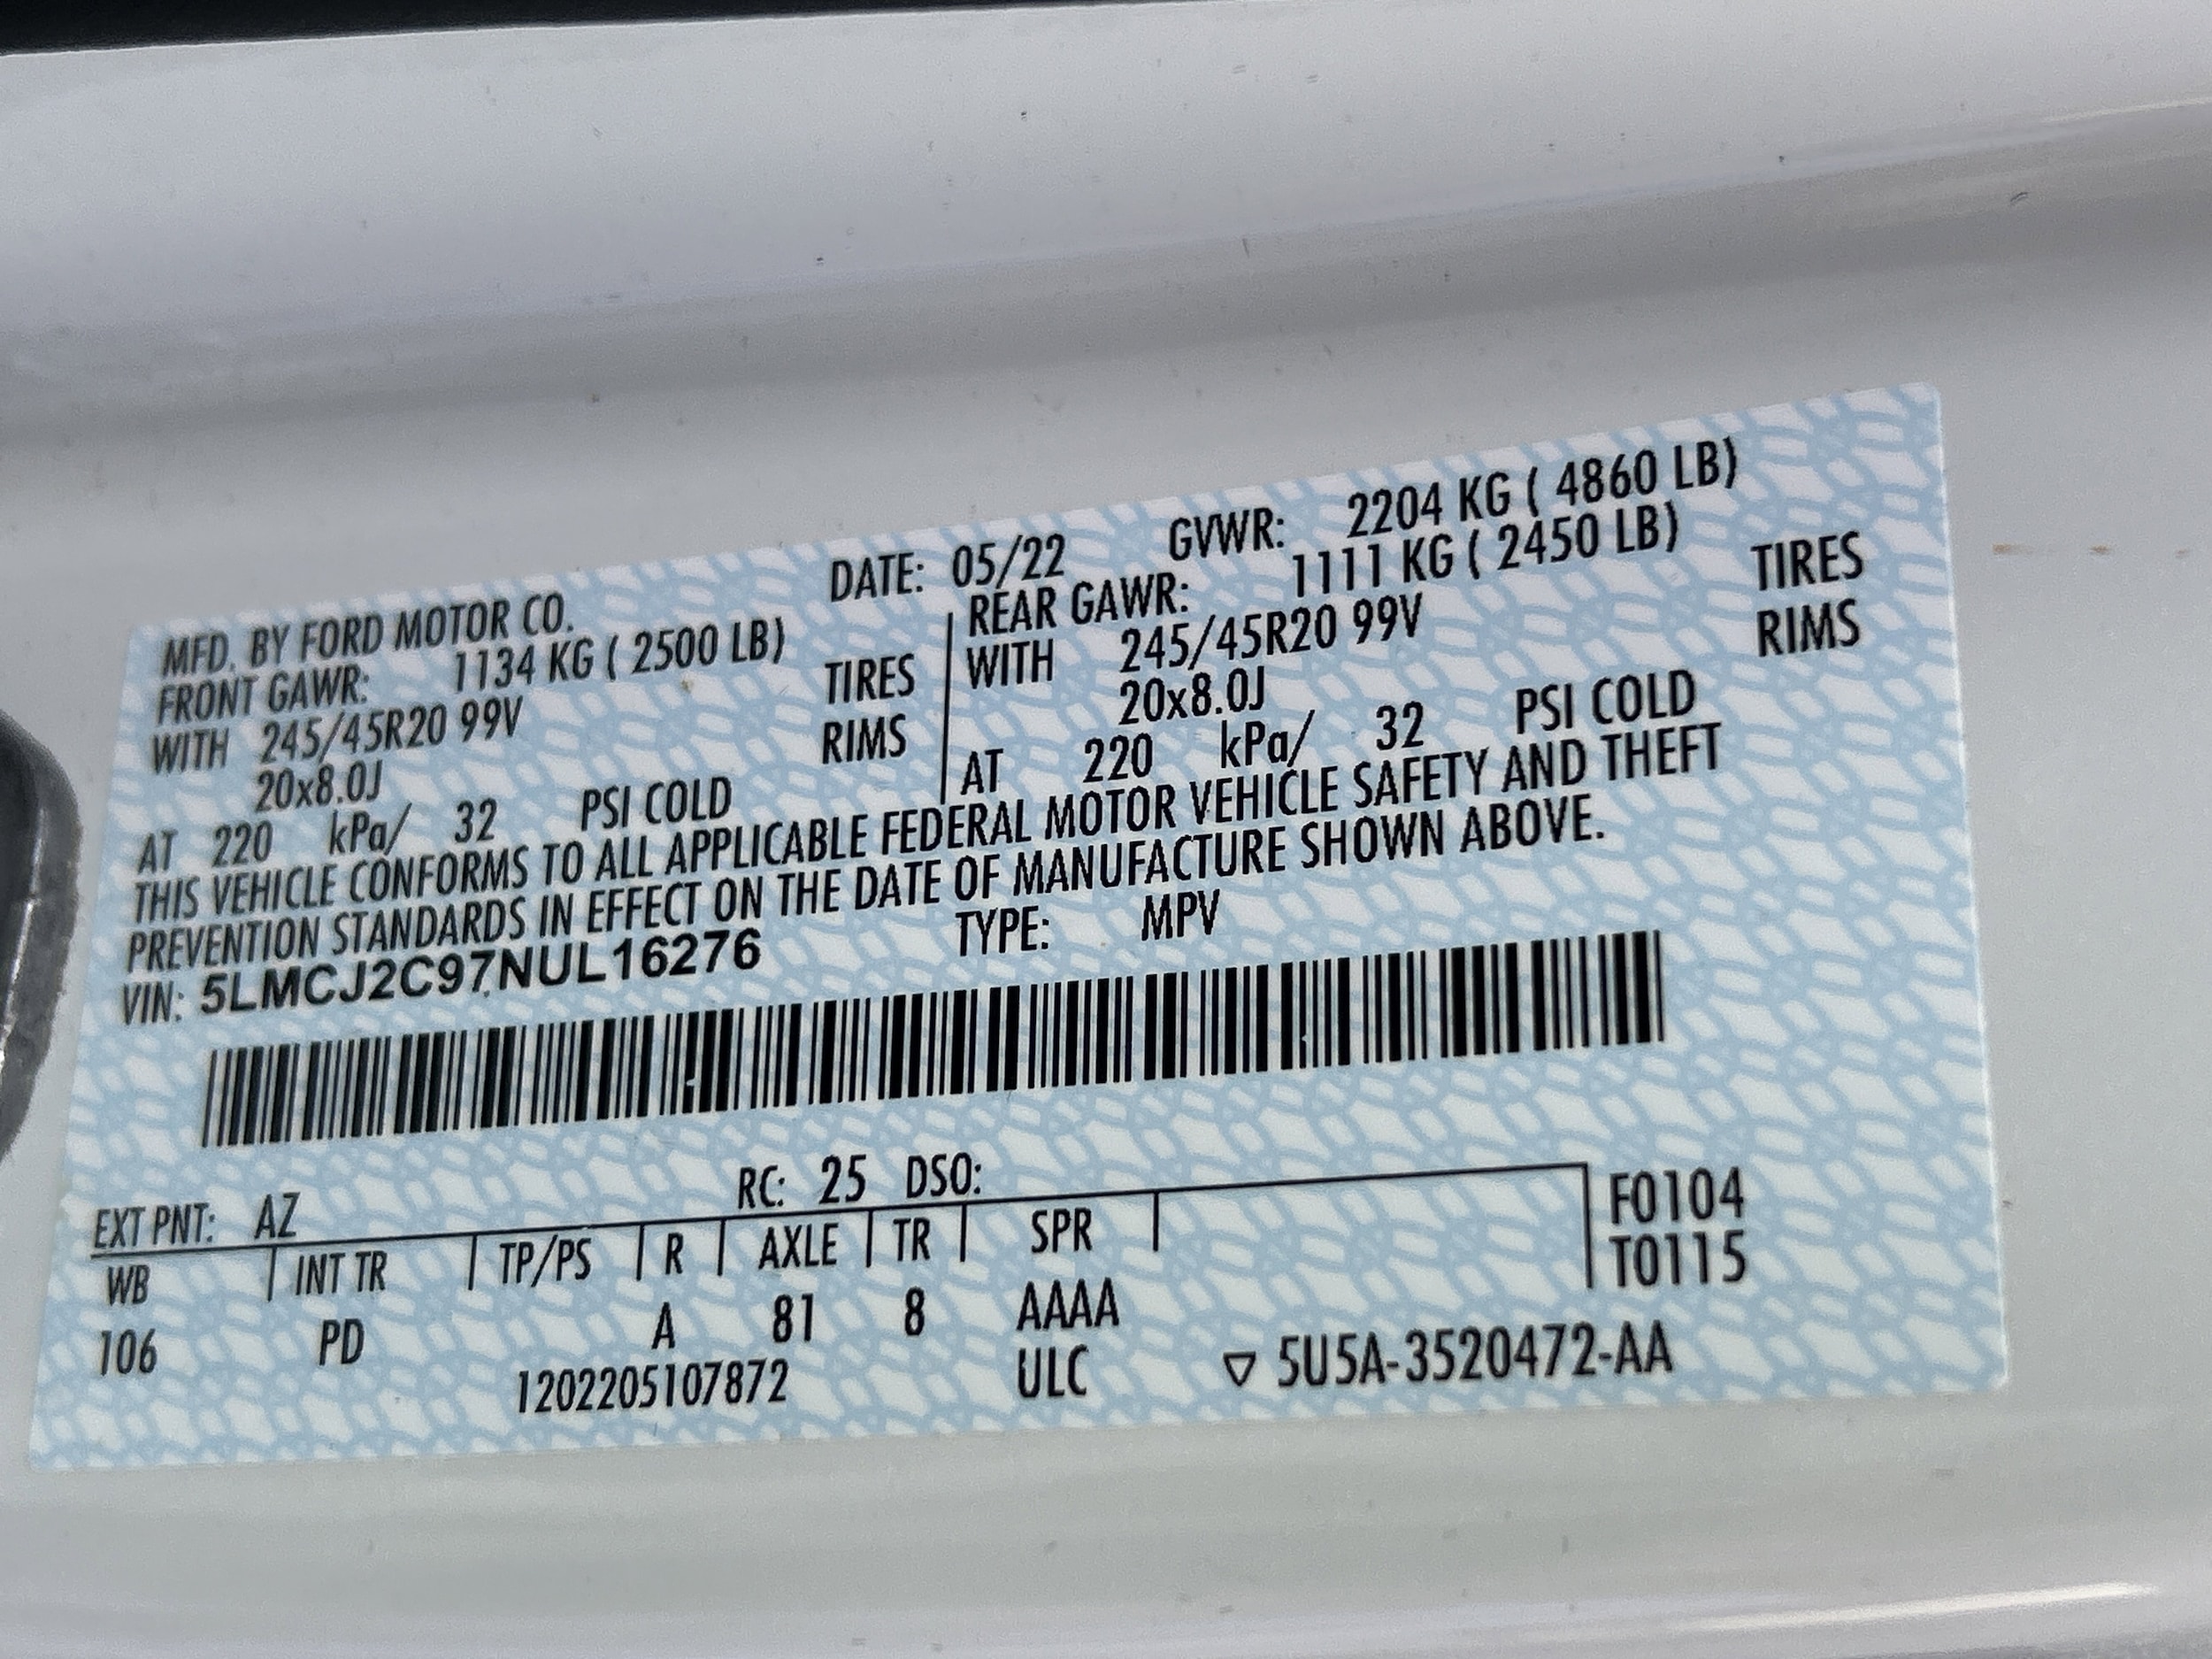 MFD. BY FORD MOTOR CO. DATE: 05/22 GVWR: 2204 KG ( 4860 LB)
FRONT GAWR: 1134 KG ( 2500 LB)
WITH 245/45R20 99V TIRES
20x8.0J RIMS
AT 220 kPa/ 32 PSI COLD
REAR GAWR: 1111 KG ( 2450 LB)
WITH 245/45R20 99V TIRES
20x8.0J RIMS
AT 220 kPa/ 32 PSI COLD
THIS VEHICLE CONFORMS TO ALL APPLICABLE FEDERAL MOTOR VEHICLE SAFETY AND THEFT
PREVENTION STANDARDS IN EFFECT ON THE DATE OF MANUFACTURE SHOWN ABOVE.
VIN: 5LMCJ2C97NUL16276 TYPE: MPV
EXT PNT: AZ RC: 25 DSO:
WB INT TR TP/PS R AXLE TR SPR F0104
T0115
106 PD A 81 8 AAAA
1202205107872 ULC ▽ 5U5A-3520472-AA